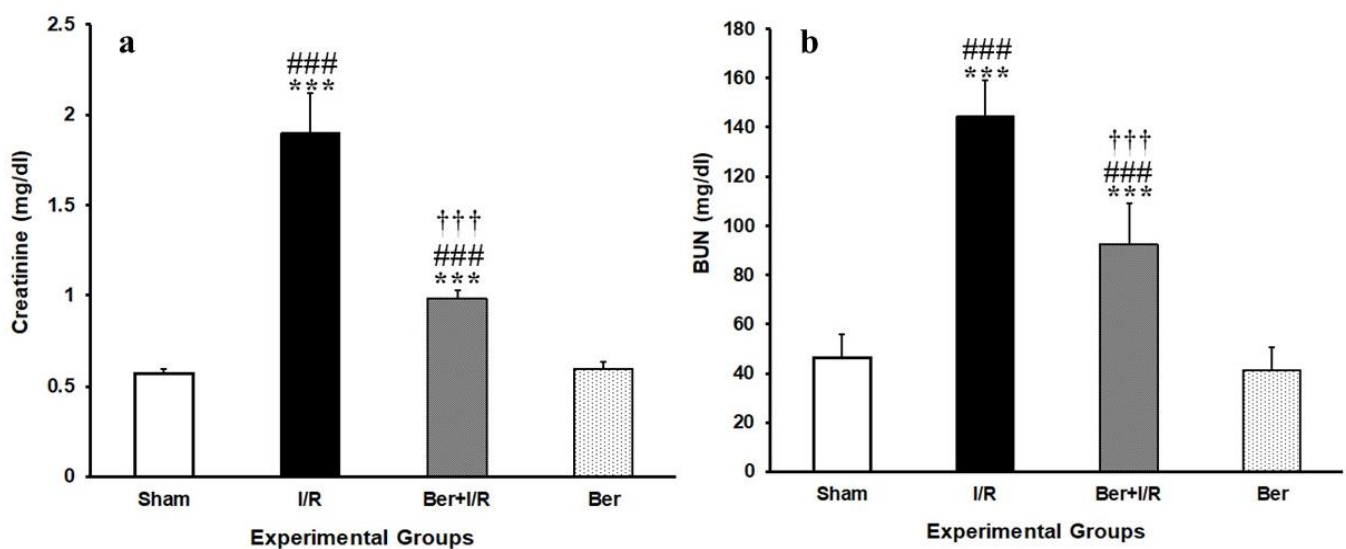 a
Creatinine (mg/dl)
2.5
2
1.5
1
0.5
0
###
***
†††
###
***
Sham
I/R
Ber+I/R
Ber
Experimental Groups
b
BUN (mg/dl)
180
160
140
120
100
80
60
40
20
0
###
***
†††
###
***
Sham
I/R
Ber+I/R
Ber
Experimental Groups